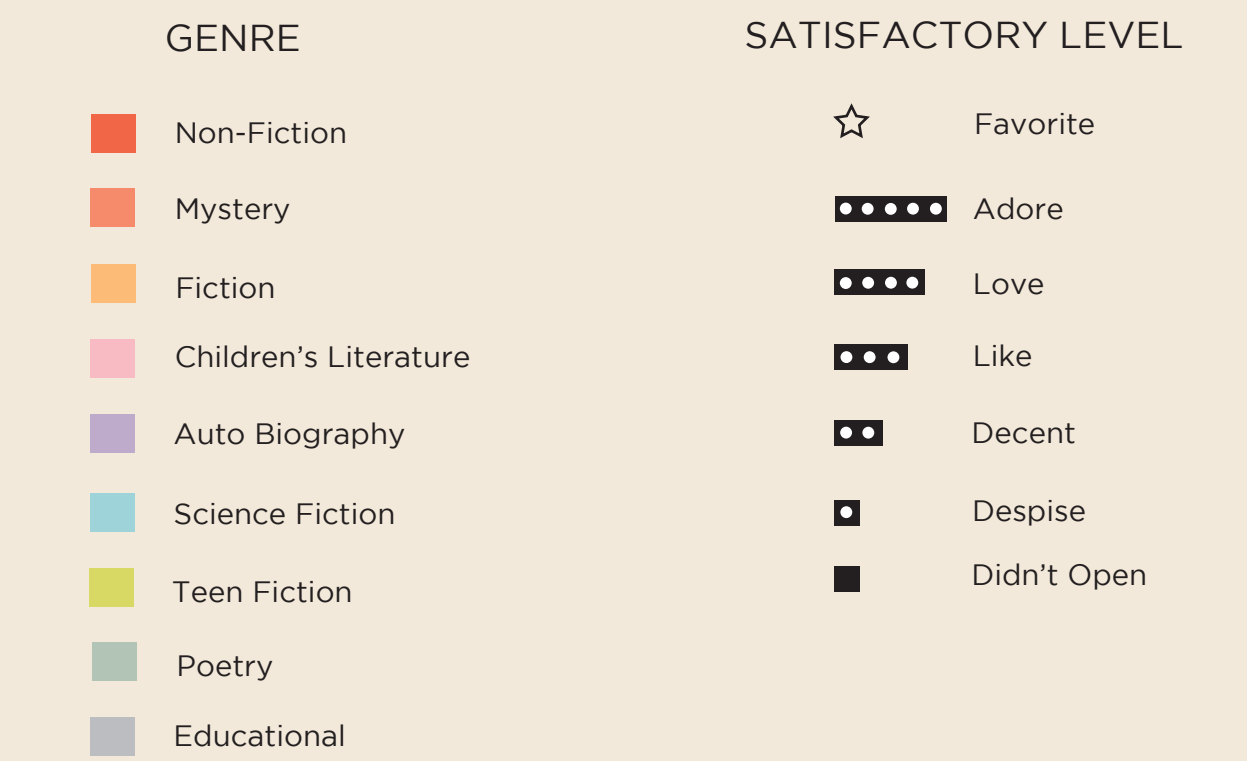 GENRE
Non-Fiction
Mystery
Fiction
Children’s Literature
Auto Biography
Science Fiction
Teen Fiction
Poetry
Educational
SATISFACTORY LEVEL
Favorite
Adore
Love
Like
Decent
Despise
Didn’t Open